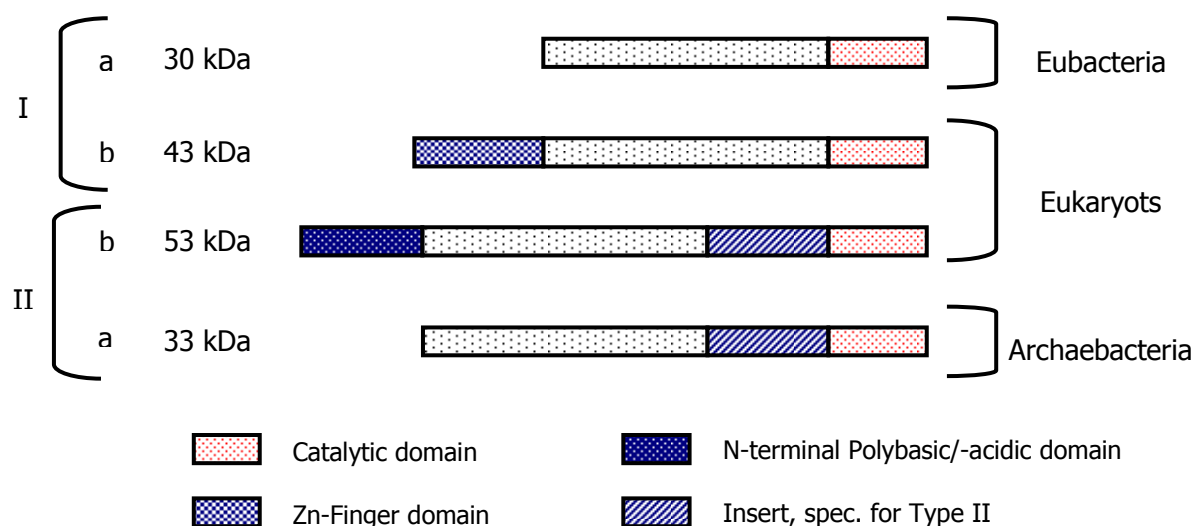 I
a 30 kDa Eubacteria
b 43 kDa
Eukaryots
b 53 kDa
II
a 33 kDa
Archaebacteria
Catalytic domain N-terminal Polybasic/-acidic domain
Zn-Finger domain Insert, spec. for Type II